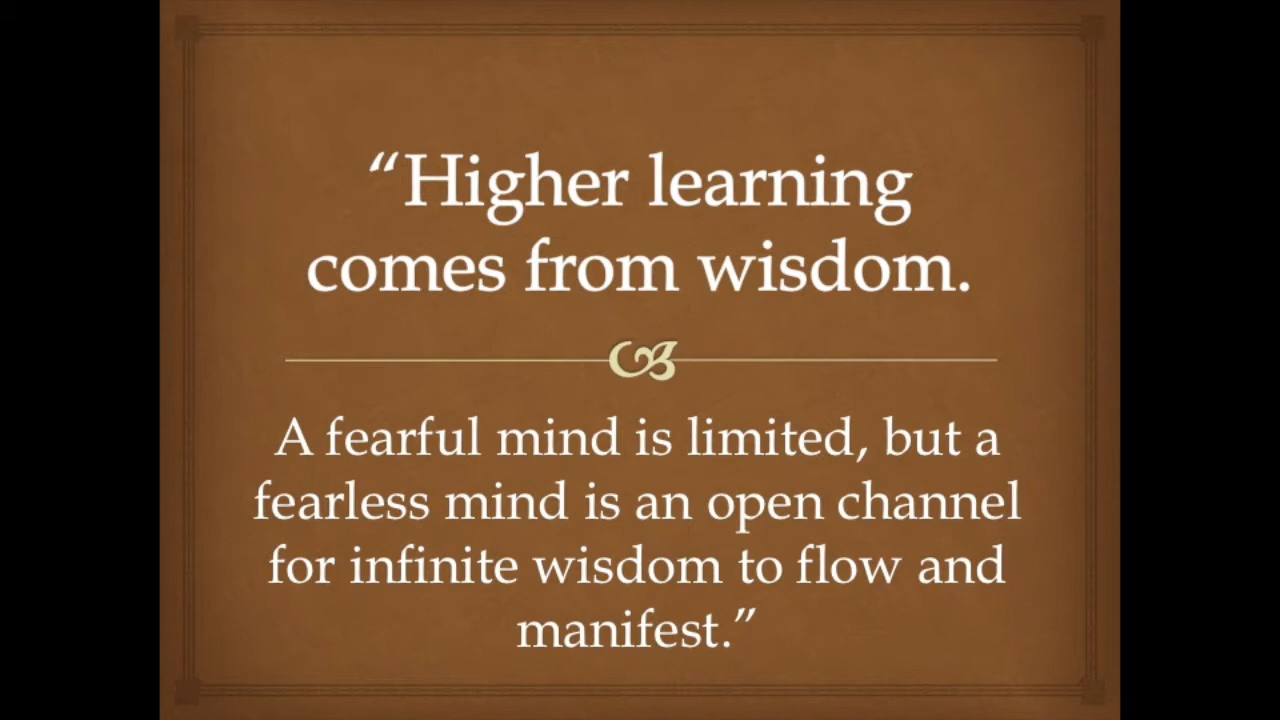 “Higher learning
comes from wisdom.
A fearful mind is limited, but a
fearless mind is an open channel
for infinite wisdom to flow and
manifest.”